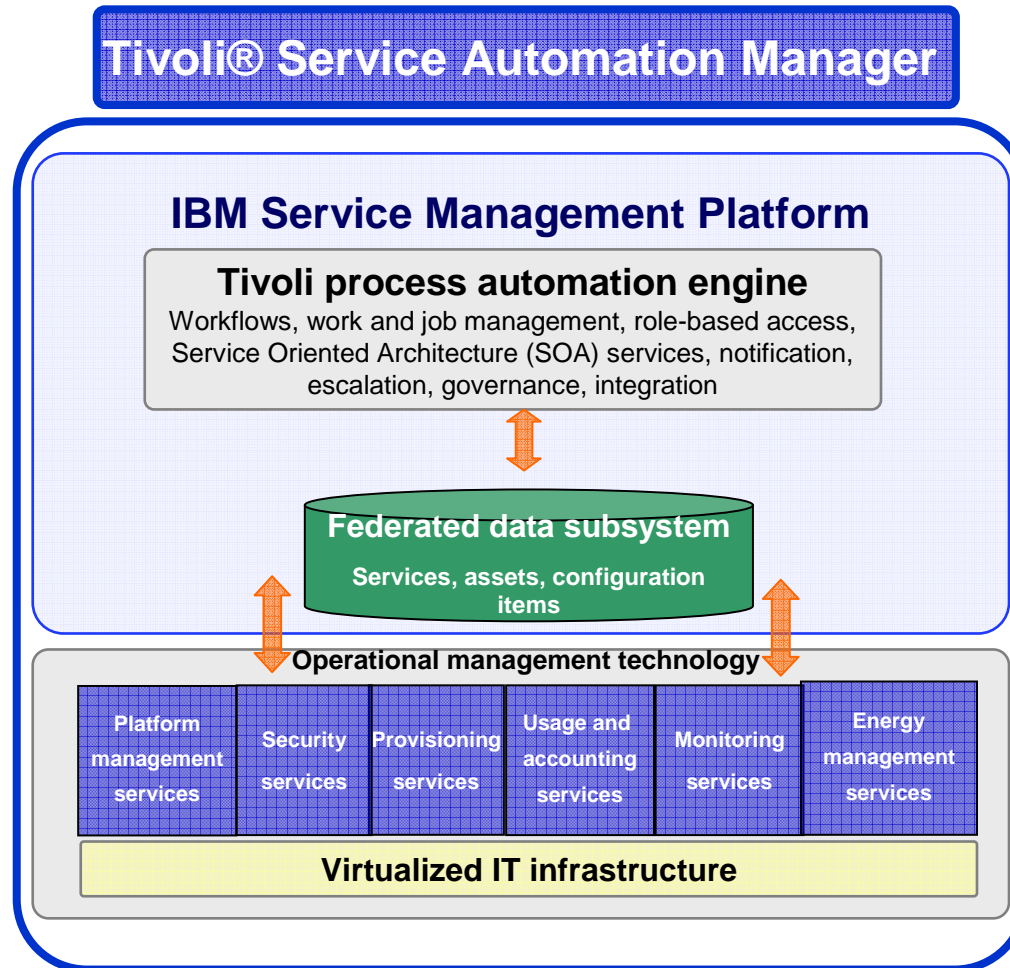 Tivoli® Service Automation Manager
IBM Service Management Platform
Tivoli process automation engine
Workflows, work and job management, role-based access,
Service Oriented Architecture (SOA) services, notification,
escalation, governance, integration
Federated data subsystem
Services, assets, configuration
items
Operational management technology
Platform
management
services
Security
services
Provisioning
services
Usage and
accounting
services
Monitoring
services
Energy
management
services
Virtualized IT infrastructure